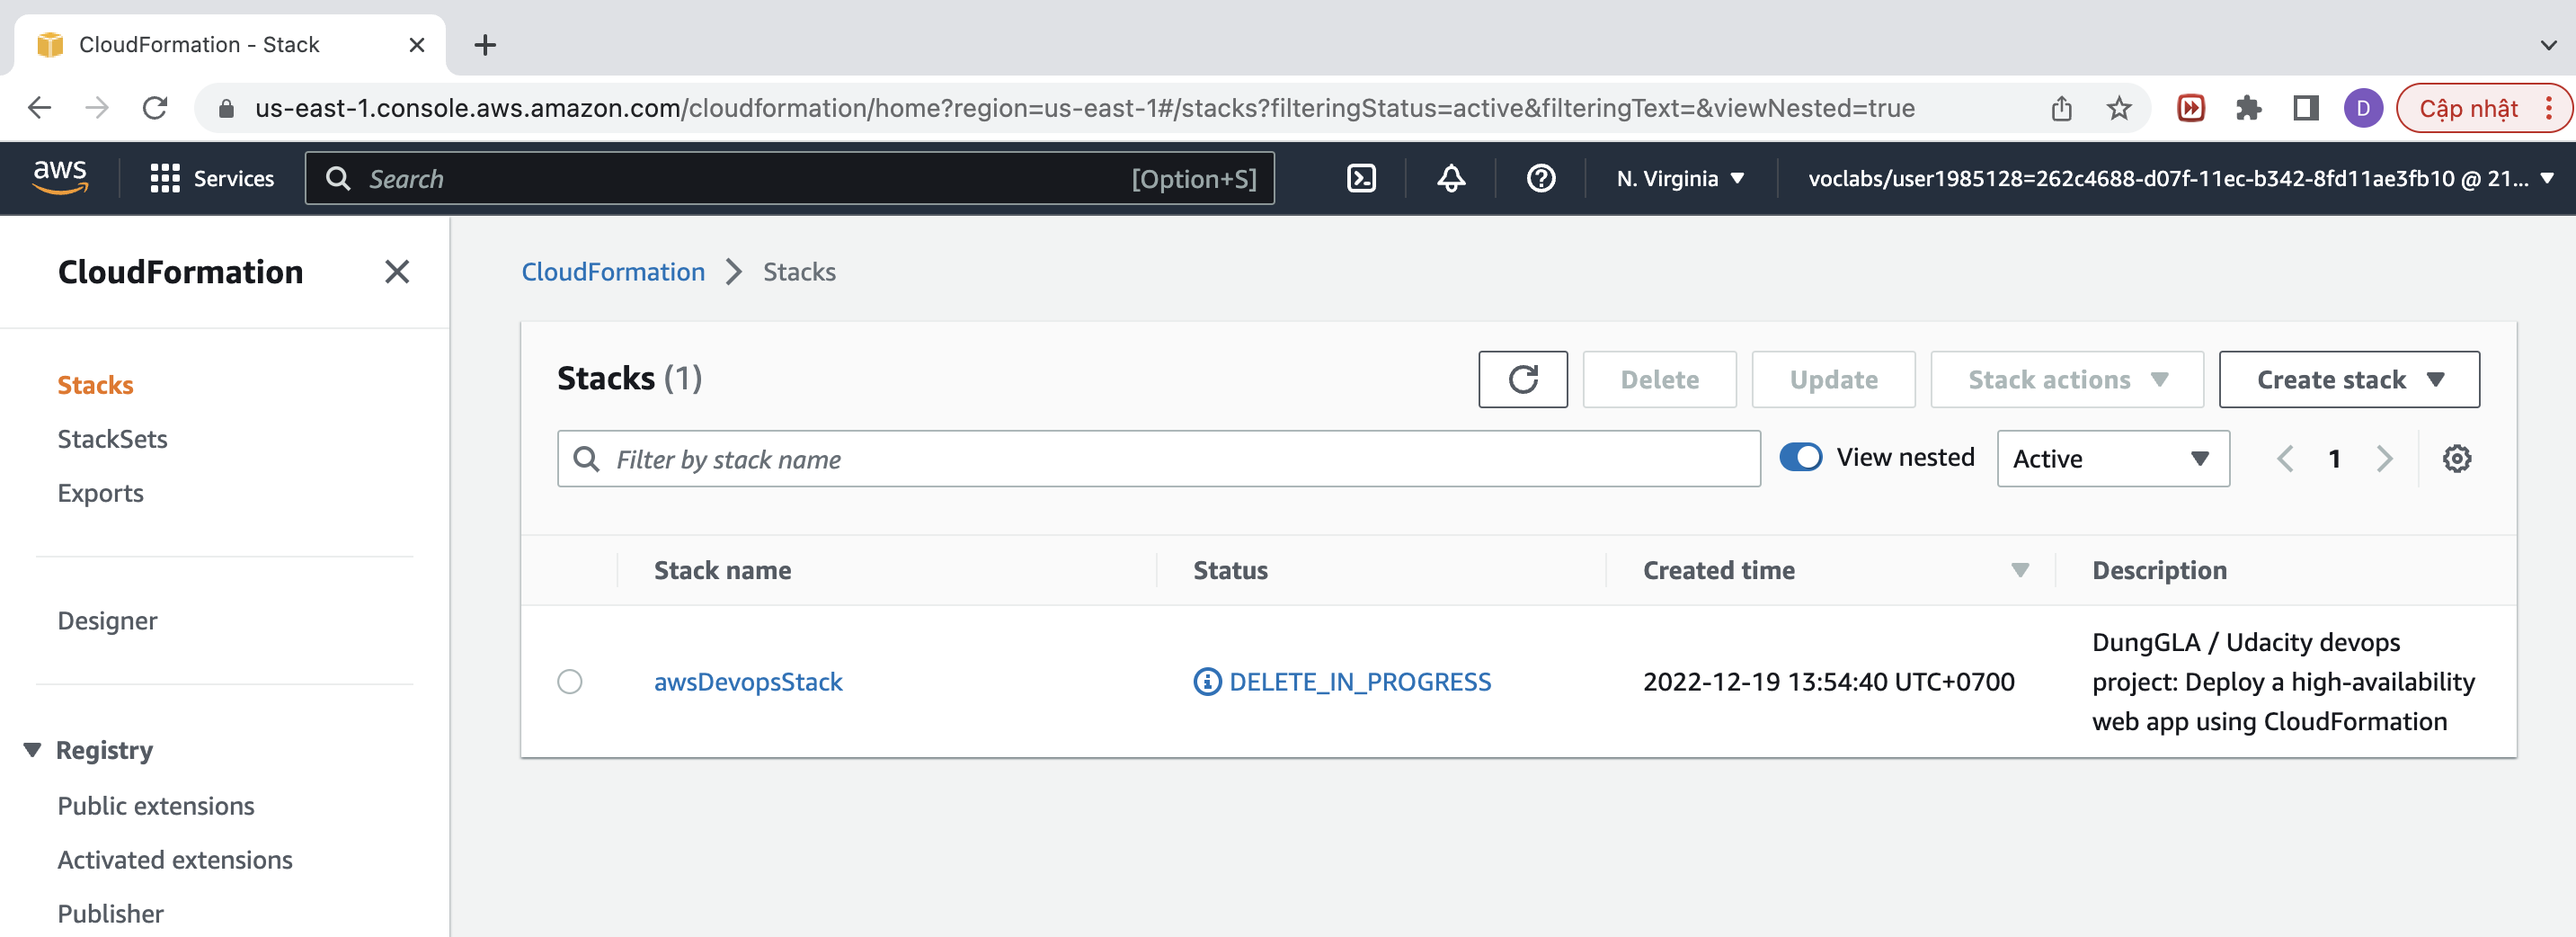 CloudFormation - Stack
us-east-1.console.aws.amazon.com/cloudformation/home?region=us-east-1#/stacks?filteringStatus=active&filteringText=&viewNested=true
D
Cập nhật
aws
Services
Search
[Option+S]
N. Virginia
voclabs/user1985128=262c4688-d07f-11ec-b342-8fd11ae3fb10 @ 21...
CloudFormation
Stacks
StackSets
Exports
Designer
Registry
Public extensions
Activated extensions
Publisher
CloudFormation
Stacks
Stacks (1)
Delete
Update
Stack actions
Create stack
Filter by stack name
View nested
Active
1
Stack name
Status
Created time
Description
awsDevopsStack
DELETE_IN_PROGRESS
2022-12-19 13:54:40 UTC+0700
DungGLA / Udacity devops
project: Deploy a high-availability
web app using CloudFormation